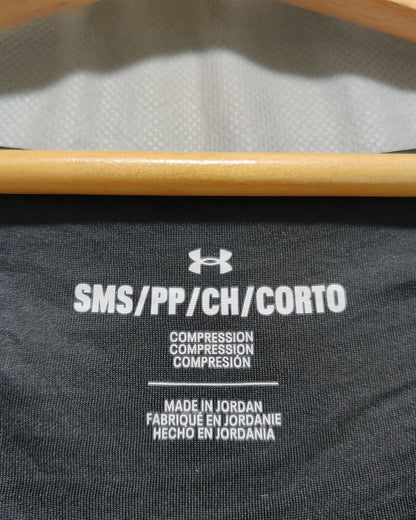 SMS/PP/CH/CORTO
COMPRESSION
COMPRESSION
COMPRESIÓN
MADE IN JORDAN
FABRIQUÉ EN JORDANIE
HECHO EN JORDANIA